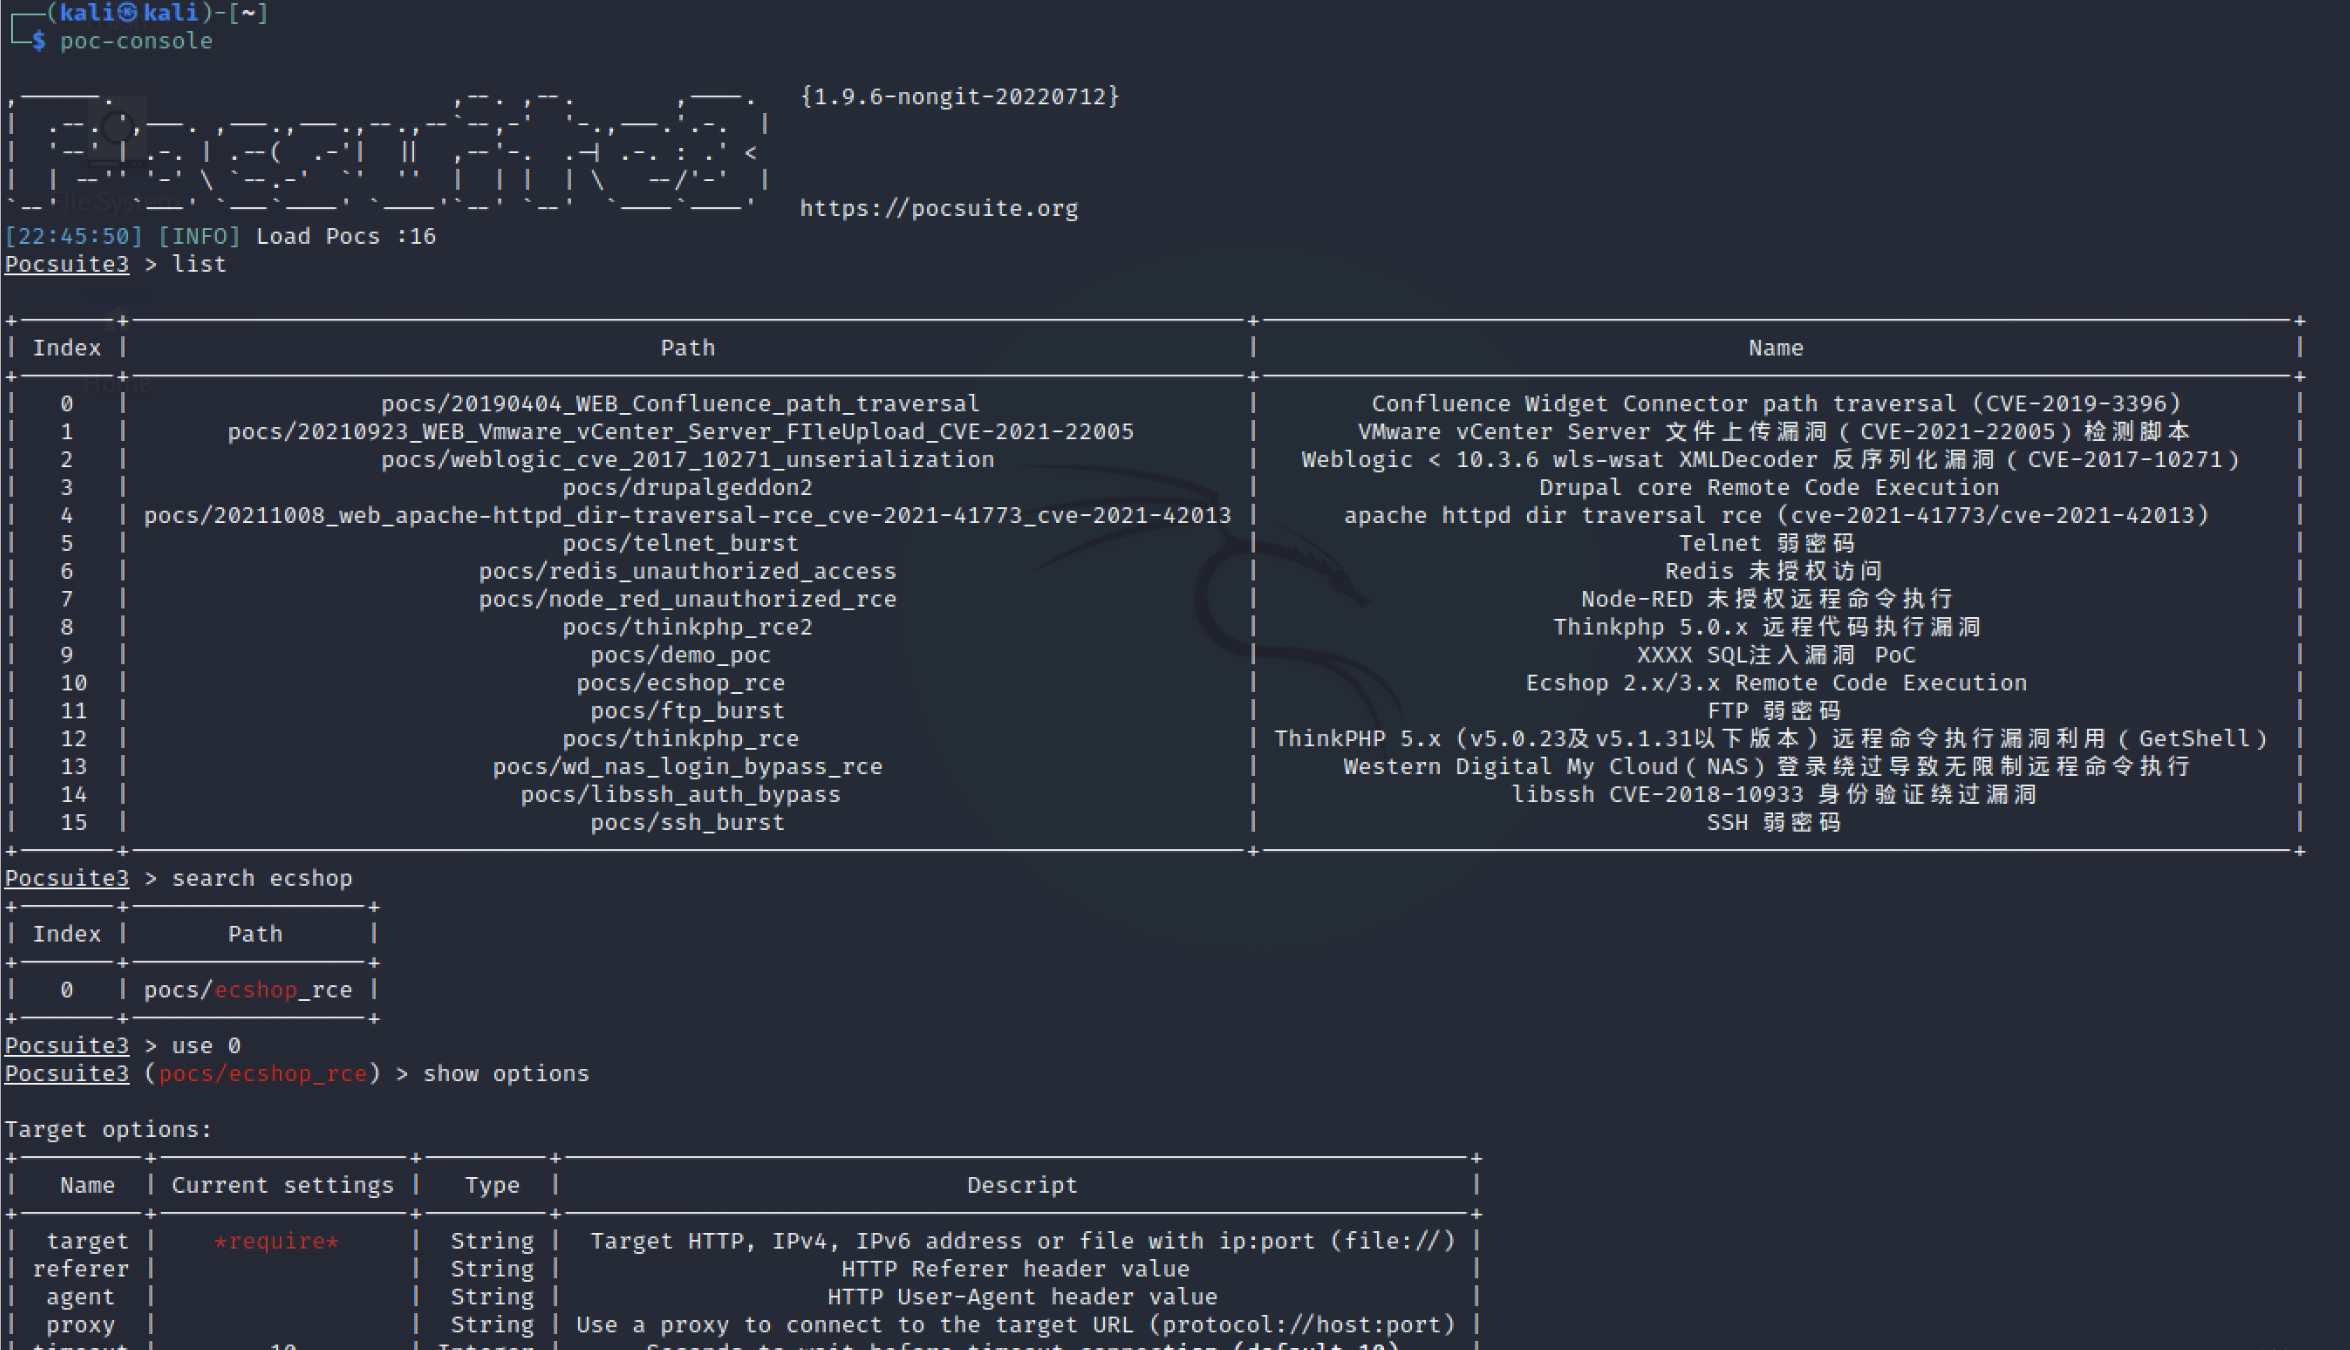 (kali㉿kali)-[~]
$ poc-console
{1.9.6-nongit-20220712}
https://pocsuite.org
[22:45:50] [INFO] Load Pocs :16
Pocsuite3 > list
| Index | Path | Name |
| 0 | pocs/20190404_WEB_Confluence_path_traversal | Confluence Widget Connector path traversal (CVE-2019-3396) |
| 1 | pocs/20210923_WEB_Vmware_vCenter_Server_FIleUpload_CVE-2021-22005 | VMware vCenter Server 文件上传漏洞（CVE-2021-22005）检测脚本 |
| 2 | pocs/weblogic_cve_2017_10271_unserialization | Weblogic < 10.3.6 wls-wsat XMLDecoder 反序列化漏洞（CVE-2017-10271） |
| 3 | pocs/drupalgeddon2 | Drupal core Remote Code Execution |
| 4 | pocs/20211008_web_apache-httpd_dir-traversal-rce_cve-2021-41773_cve-2021-42013 | apache httpd dir traversal rce (cve-2021-41773/cve-2021-42013) |
| 5 | pocs/telnet_burst | Telnet 弱密码 |
| 6 | pocs/redis_unauthorized_access | Redis 未授权访问 |
| 7 | pocs/node_red_unauthorized_rce | Node-RED 未授权远程命令执行 |
| 8 | pocs/thinkphp_rce2 | Thinkphp 5.0.x 远程代码执行漏洞 |
| 9 | pocs/demo_poc | XXXX SQL注入漏洞 PoC |
| 10 | pocs/ecshop_rce | Ecshop 2.x/3.x Remote Code Execution |
| 11 | pocs/ftp_burst | FTP 弱密码 |
| 12 | pocs/thinkphp_rce | ThinkPHP 5.x (v5.0.23及v5.1.31以下版本) 远程命令执行漏洞利用（GetShell） |
| 13 | pocs/wd_nas_login_bypass_rce | Western Digital My Cloud（NAS）登录绕过导致无限制远程命令执行 |
| 14 | pocs/libssh_auth_bypass | libssh CVE-2018-10933 身份验证绕过漏洞 |
| 15 | pocs/ssh_burst | SSH 弱密码 |
Pocsuite3 > search ecshop
| Index | Path |
| 0 | pocs/ecshop_rce |
Pocsuite3 > use 0
Pocsuite3 (pocs/ecshop_rce) > show options
Target options:
| Name | Current settings | Type | Descript |
| target | *require* | String | Target HTTP, IPv4, IPv6 address or file with ip:port (file://) |
| referer | | String | HTTP Referer header value |
| agent | | String | HTTP User-Agent header value |
| proxy | | String | Use a proxy to connect to the target URL (protocol://host:port) |
| timeout | 10 | Integer | Seconds to wait before timeout connection (default 10) |